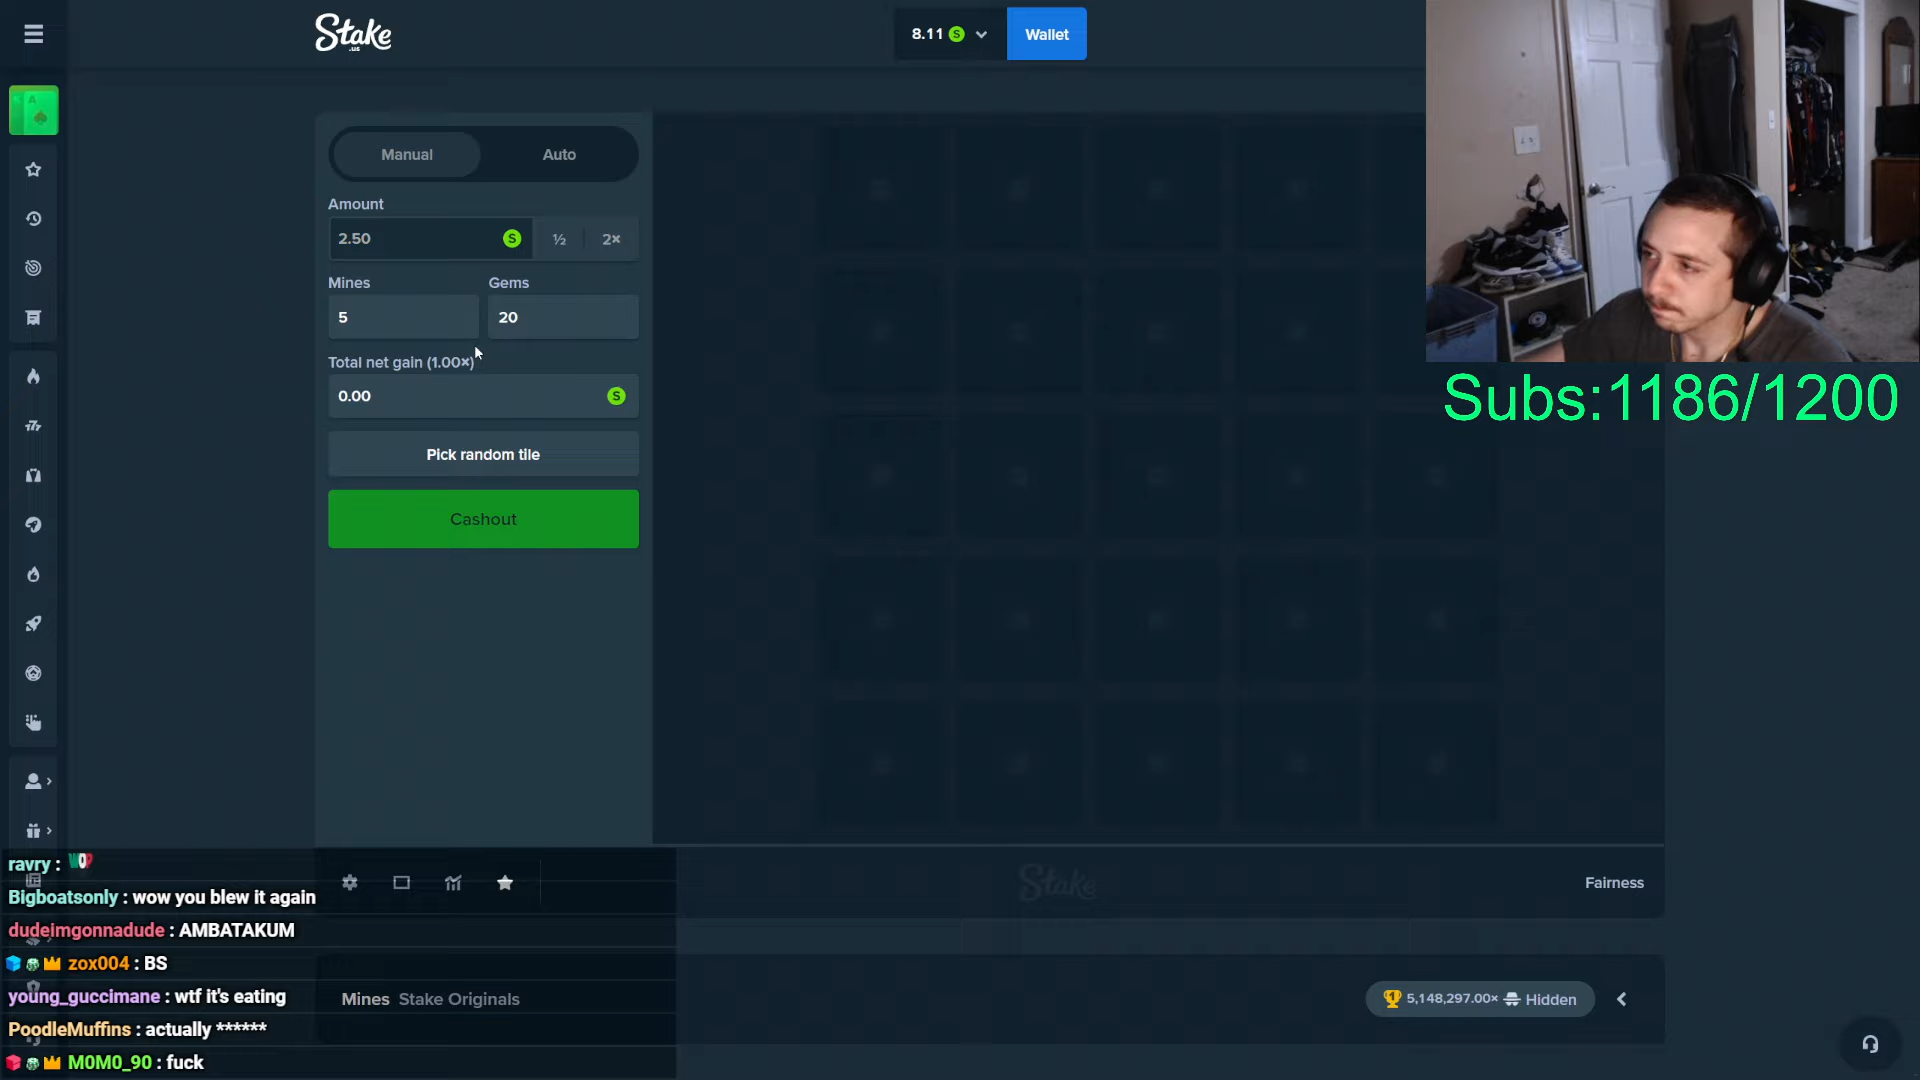 Stake
.us
8.11
Wallet
Manual
Auto
Amount
2.50
½
2×
Mines
Gems
5
20
Total net gain (1.00×)
0.00
Pick random tile
Cashout
Subs:1186/1200
Stake
Fairness
Mines Stake Originals
5,148,297.00× Hidden
ravry :
Bigboatsonly : wow you blew it again
dudeimgonnadude : AMBATAKUM
zox004 : BS
young_guccimane : wtf it's eating
PoodleMuffins : actually ******
M0M0_90 : fuck